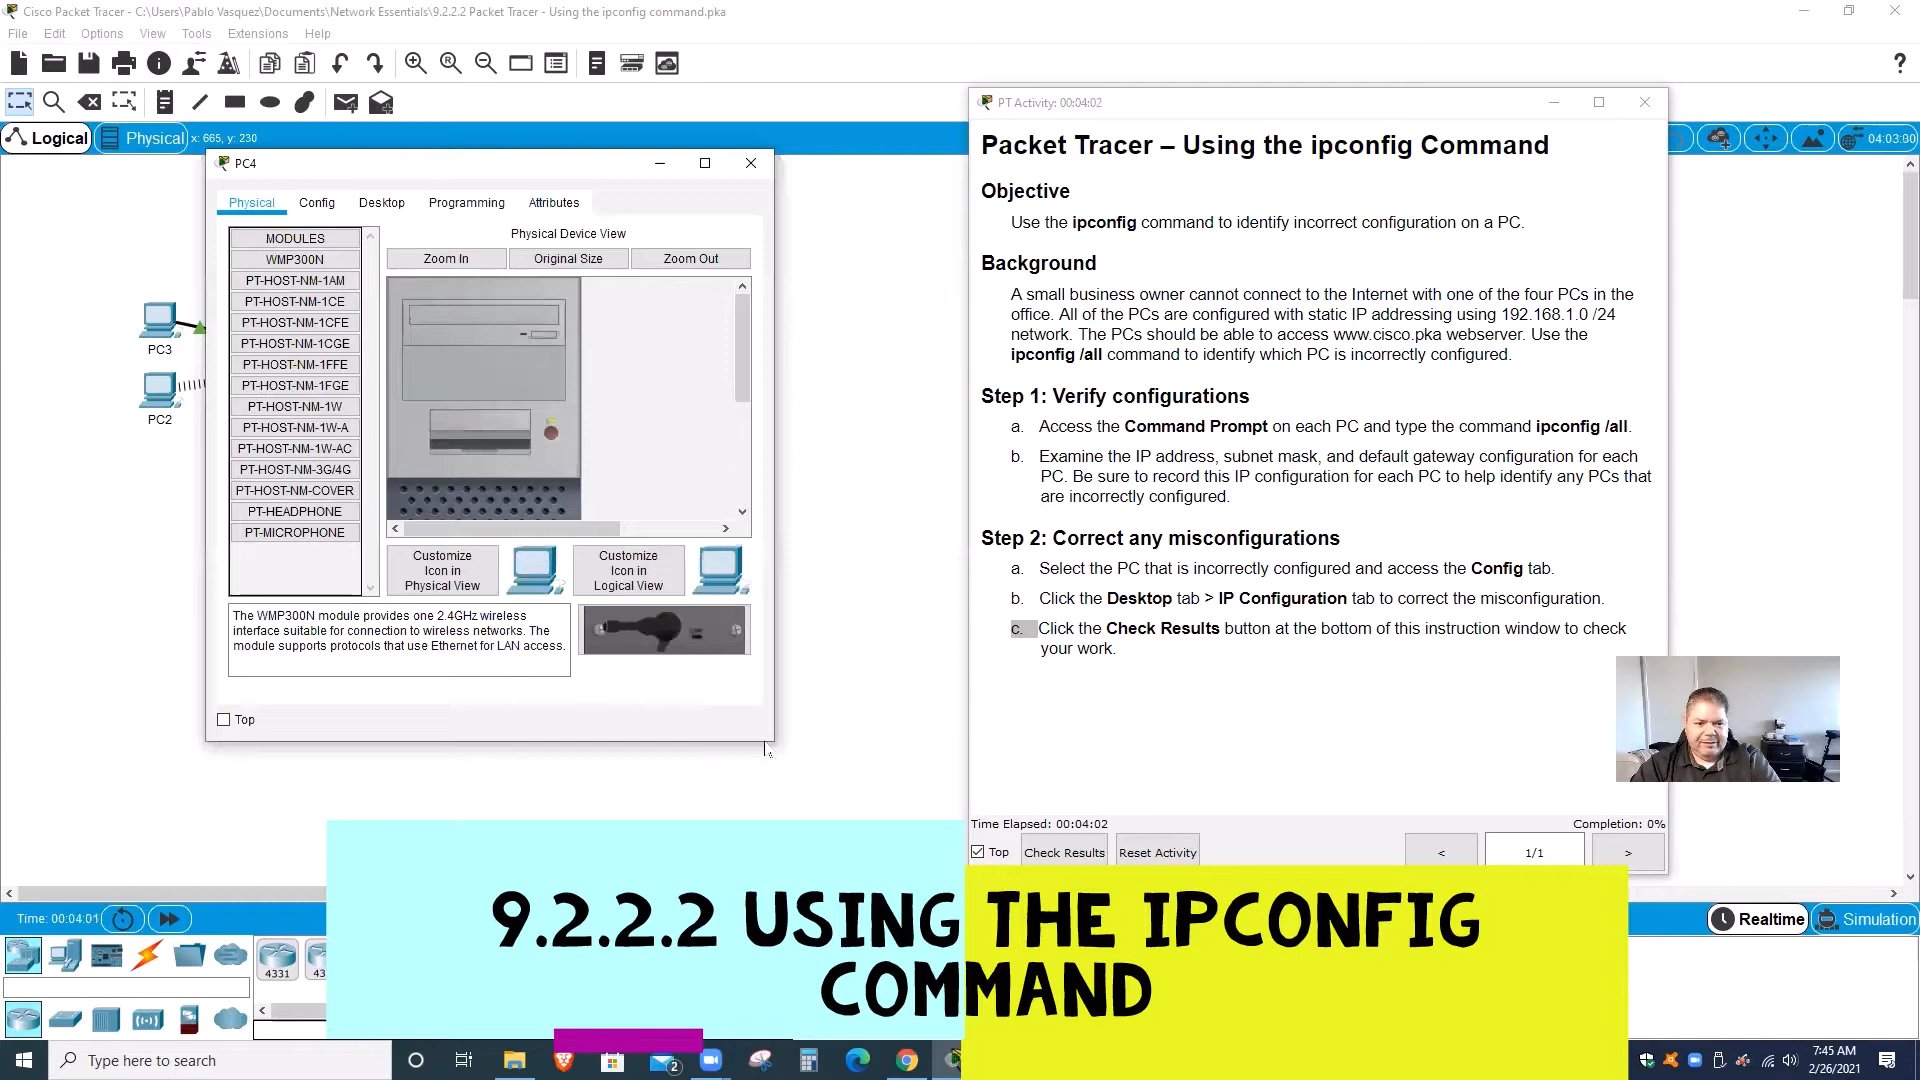 Cisco Packet Tracer - C:\Users\Pablo Vasquez\Documents\Network Essentials\9.2.2.2 Packet Tracer - Using the ipconfig command.pka
File Edit Options View Tools Extensions Help
Logical Physical x: 665, y: 230
04:03:00
PC3
PC2
PC4
Physical Config Desktop Programming Attributes
MODULES
WMP300N
PT-HOST-NM-1AM
PT-HOST-NM-1CE
PT-HOST-NM-1CFE
PT-HOST-NM-1CGE
PT-HOST-NM-1FFE
PT-HOST-NM-1FGE
PT-HOST-NM-1W
PT-HOST-NM-1W-A
PT-HOST-NM-1W-AC
PT-HOST-NM-3G/4G
PT-HOST-NM-COVER
PT-HEADPHONE
PT-MICROPHONE
Physical Device View
Zoom In Original Size Zoom Out
Customize
Icon in
Physical View
Customize
Icon in
Logical View
The WMP300N module provides one 2.4GHz wireless
interface suitable for connection to wireless networks. The
module supports protocols that use Ethernet for LAN access.
Top
PT Activity: 00:04:02
Packet Tracer – Using the ipconfig Command
Objective
Use the ipconfig command to identify incorrect configuration on a PC.
Background
A small business owner cannot connect to the Internet with one of the four PCs in the
office. All of the PCs are configured with static IP addressing using 192.168.1.0 /24
network. The PCs should be able to access www.cisco.pka webserver. Use the
ipconfig /all command to identify which PC is incorrectly configured.
Step 1: Verify configurations
a. Access the Command Prompt on each PC and type the command ipconfig /all.
b. Examine the IP address, subnet mask, and default gateway configuration for each
PC. Be sure to record this IP configuration for each PC to help identify any PCs that
are incorrectly configured.
Step 2: Correct any misconfigurations
a. Select the PC that is incorrectly configured and access the Config tab.
b. Click the Desktop tab > IP Configuration tab to correct the misconfiguration.
c. Click the Check Results button at the bottom of this instruction window to check
your work.
Time Elapsed: 00:04:02 Completion: 0%
Top Check Results Reset Activity < 1/1 >
Time: 00:04:01
Realtime Simulation
4331 43
9.2.2.2 USING THE IPCONFIG
COMMAND
Type here to search
2
7:45 AM
2/26/2021